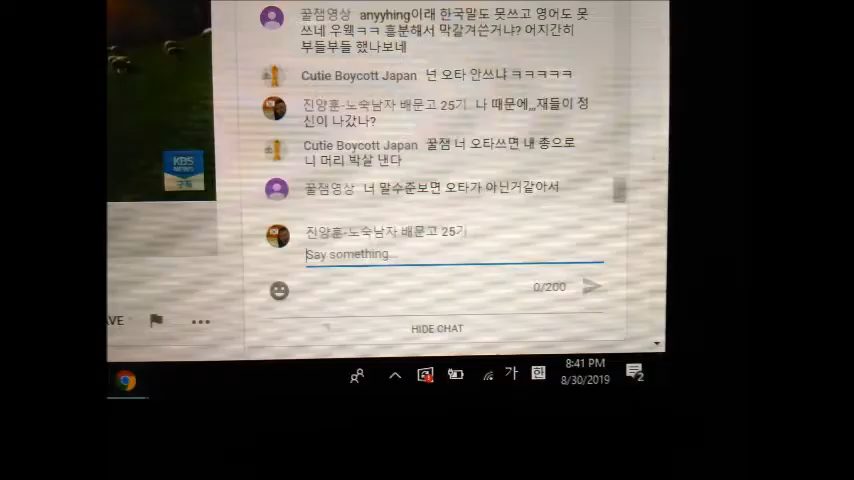 꿀잼영상 anyyhing이래 한국말도 못쓰고 영어도 못
쓰네 우웩ㅋㅋ 흥분해서 막갈겨쓴거냐? 어지간히
부들부들 했나보네
Cutie Boycott Japan 넌 오타 안쓰냐 ㅋㅋㅋㅋㅋ
진양훈-노숙남자 배문고 25기 나 때문에,,,재들이 정
신이 나갔나?
Cutie Boycott Japan 꿀잼 너 오타쓰면 내 총으로
니 머리 박살 낸다
KBS
NEWS
구독
꿀잼영상 너 말수준보면 오타가 아닌거같아서
진양훈-노숙남자 배문고 25기
Say something...
0/200
AVE
HIDE CHAT
가 한
8:41 PM
8/30/2019
2